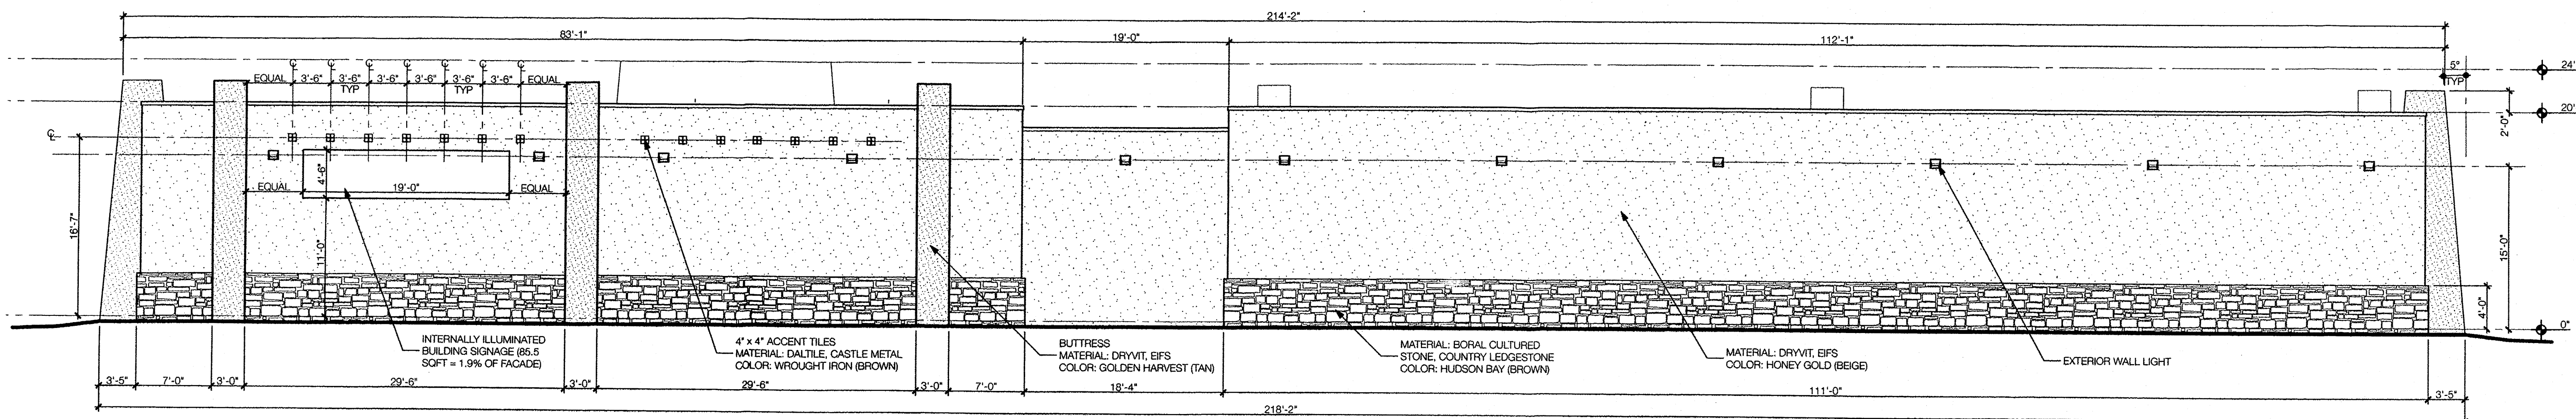 214'-2"
83'-1"
19'-0"
112'-1"
EQUAL
3'-6"
3'-6"
TYP
3'-6"
3'-6"
3'-6"
TYP
3'-6"
EQUAL
5°
TYP
24'
20'
2'-0"
EQUAL
4'-6"
19'-0"
EQUAL
16'-7"
11'-0"
15'-0"
4'-0"
0"
INTERNALLY ILLUMINATED
BUILDING SIGNAGE (85.5
SQFT = 1.9% OF FACADE)
4" x 4" ACCENT TILES
MATERIAL: DALTILE, CASTLE METAL
COLOR: WROUGHT IRON (BROWN)
BUTTRESS
MATERIAL: DRYVIT, EIFS
COLOR: GOLDEN HARVEST (TAN)
MATERIAL: BORAL CULTURED
STONE, COUNTRY LEDGESTONE
COLOR: HUDSON BAY (BROWN)
MATERIAL: DRYVIT, EIFS
COLOR: HONEY GOLD (BEIGE)
EXTERIOR WALL LIGHT
3'-5"
7'-0"
3'-0"
29'-6"
3'-0"
29'-6"
3'-0"
7'-0"
18'-4"
111'-0"
3'-5"
218'-2"